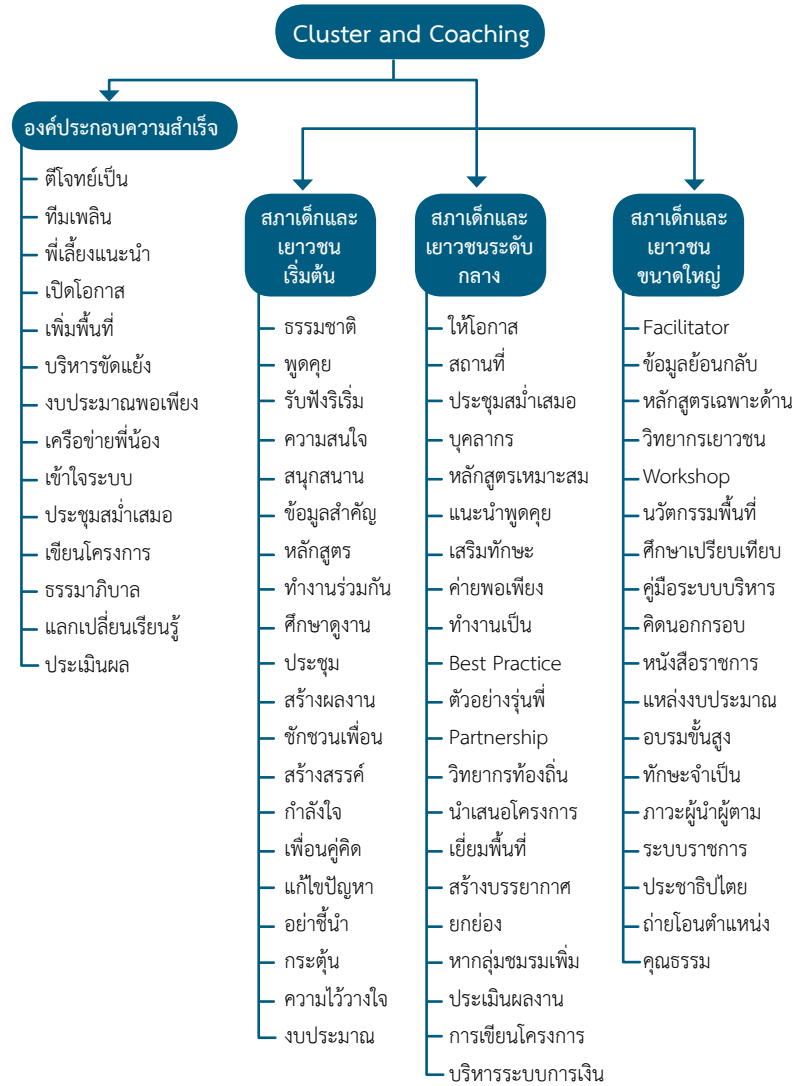 Cluster and Coaching
องค์ประกอบความสำเร็จ
ตีโจทย์เป็น
ทีมเพลิน
พี่เลี้ยงแนะนำ
เปิดโอกาส
เพิ่มพื้นที่
บริหารขัดแย้ง
งบประมาณพอเพียง
เครือข่ายพี่น้อง
เข้าใจระบบ
ประชุมสม่ำเสมอ
เขียนโครงการ
ธรรมาภิบาล
แลกเปลี่ยนเรียนรู้
ประเมินผล
สภาเด็กและ
เยาวชน
เริ่มต้น
ธรรมชาติ
พูดคุย
รับฟังริเริ่ม
ความสนใจ
สนุกสนาน
ข้อมูลสำคัญ
หลักสูตร
ทำงานร่วมกัน
ศึกษาดูงาน
ประชุม
สร้างผลงาน
ชักชวนเพื่อน
สร้างสรรค์
กำลังใจ
เพื่อนคู่คิด
แก้ไขปัญหา
อย่าชี้นำ
กระตุ้น
ความไว้วางใจ
งบประมาณ
สภาเด็กและ
เยาวชนระดับ
กลาง
ให้โอกาส
สถานที่
ประชุมสม่ำเสมอ
บุคลากร
หลักสูตรเหมาะสม
แนะนำพูดคุย
เสริมทักษะ
ค่ายพอเพียง
ทำงานเป็น
Best Practice
ตัวอย่างรุ่นพี่
Partnership
วิทยากรท้องถิ่น
นำเสนอโครงการ
เยี่ยมพื้นที่
สร้างบรรยากาศ
ยกย่อง
หากลุ่มชมรมเพิ่ม
ประเมินผลงาน
การเขียนโครงการ
บริหารระบบการเงิน
สภาเด็กและ
เยาวชน
ขนาดใหญ่
Facilitator
ข้อมูลย้อนกลับ
หลักสูตรเฉพาะด้าน
วิทยากรเยาวชน
Workshop
นวัตกรรมพื้นที่
ศึกษาเปรียบเทียบ
คู่มือระบบบริหาร
คิดนอกกรอบ
หนังสือราชการ
แหล่งงบประมาณ
อบรมขั้นสูง
ทักษะจำเป็น
ภาวะผู้นำผู้ตาม
ระบบราชการ
ประชาธิปไตย
ถ่ายโอนตำแหน่ง
คุณธรรม